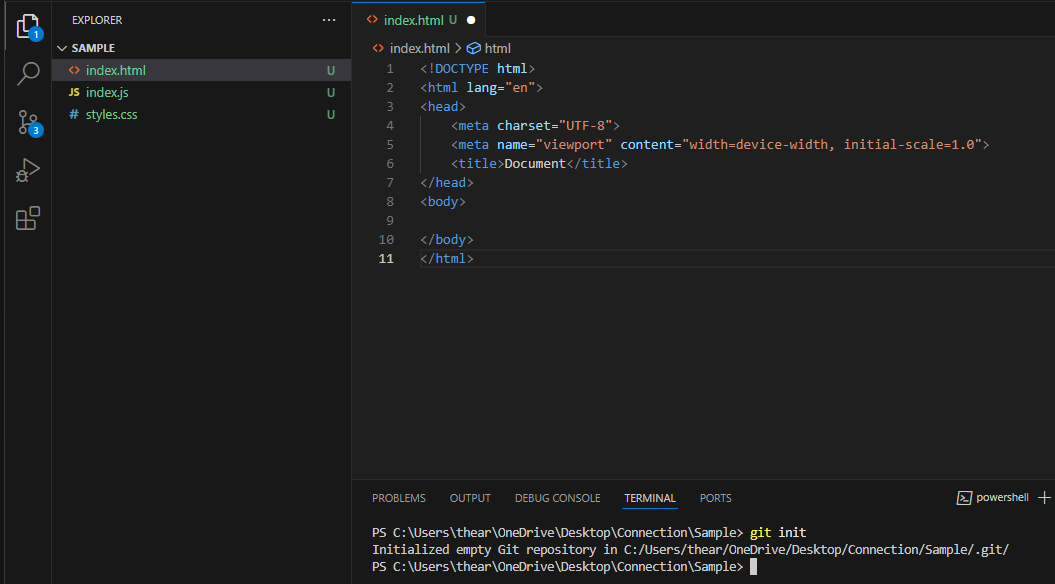 EXPLORER ...
SAMPLE
<> index.html U
JS index.js U
# styles.css U
1
3
<> index.html U
<> index.html > html
1 <!DOCTYPE html>
2 <html lang="en">
3 <head>
4     <meta charset="UTF-8">
5     <meta name="viewport" content="width=device-width, initial-scale=1.0">
6     <title>Document</title>
7 </head>
8 <body>
9
10 </body>
11 </html>
PROBLEMS OUTPUT DEBUG CONSOLE TERMINAL PORTS powershell +
PS C:\Users\thear\OneDrive\Desktop\Connection\Sample> git init
Initialized empty Git repository in C:/Users/thear/OneDrive/Desktop/Connection/Sample/.git/
PS C:\Users\thear\OneDrive\Desktop\Connection\Sample>